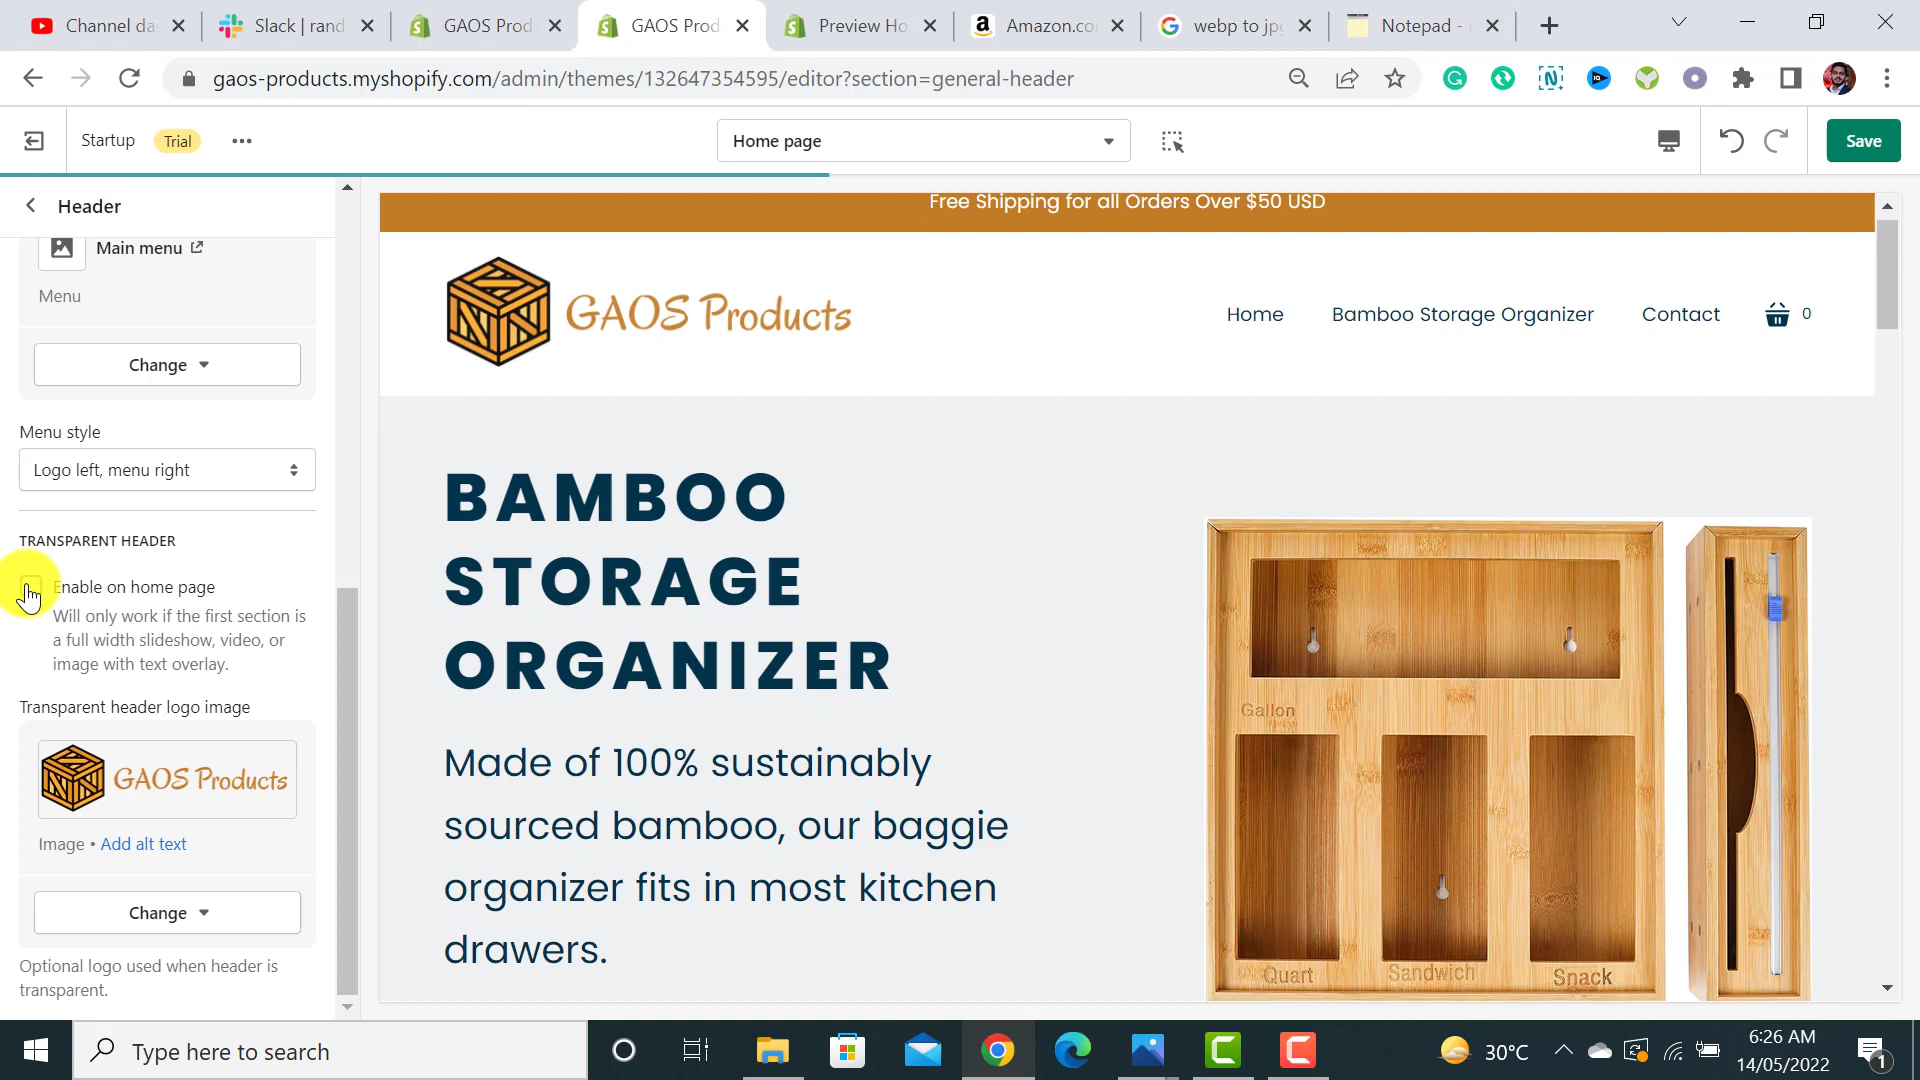 Channel da
Slack | rand
GAOS Prod
GAOS Prod
Preview Ho
Amazon.co
webp to jpg
Notepad -
gaos-products.myshopify.com/admin/themes/132647354595/editor?section=general-header
Startup
Trial
Home page
Save
Header
Main menu
Menu
Change
Menu style
Logo left, menu right
TRANSPARENT HEADER
Enable on home page
Will only work if the first section is
a full width slideshow, video, or
image with text overlay.
Transparent header logo image
GAOS Products
Image • Add alt text
Change
Optional logo used when header is
transparent.
Free Shipping for all Orders Over $50 USD
GAOS Products
Home
Bamboo Storage Organizer
Contact
0
BAMBOO
STORAGE
ORGANIZER
Made of 100% sustainably
sourced bamboo, our baggie
organizer fits in most kitchen
drawers.
Gallon
Quart
Sandwich
Snack
Type here to search
30°C
6:26 AM
14/05/2022
1